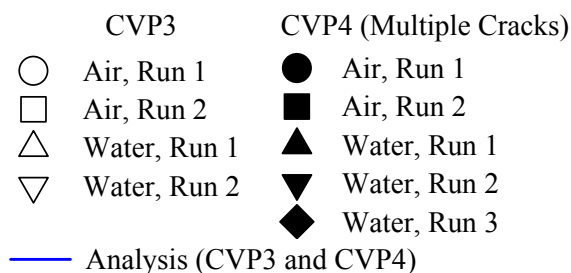 CVP3 CVP4 (Multiple Cracks)
Air, Run 1 Air, Run 1
Air, Run 2 Air, Run 2
Water, Run 1 Water, Run 1
Water, Run 2 Water, Run 2
Water, Run 3
Analysis (CVP3 and CVP4)